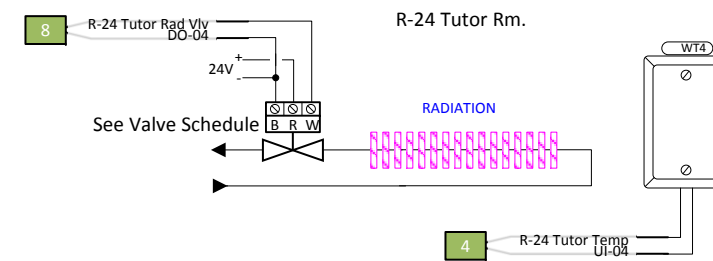 R-24 Tutor Rm.
8
R-24 Tutor Rad Vlv
DO-04
WT4
+
24V
-
See Valve Schedule
B R W
RADIATION
4
R-24 Tutor Temp
UI-04